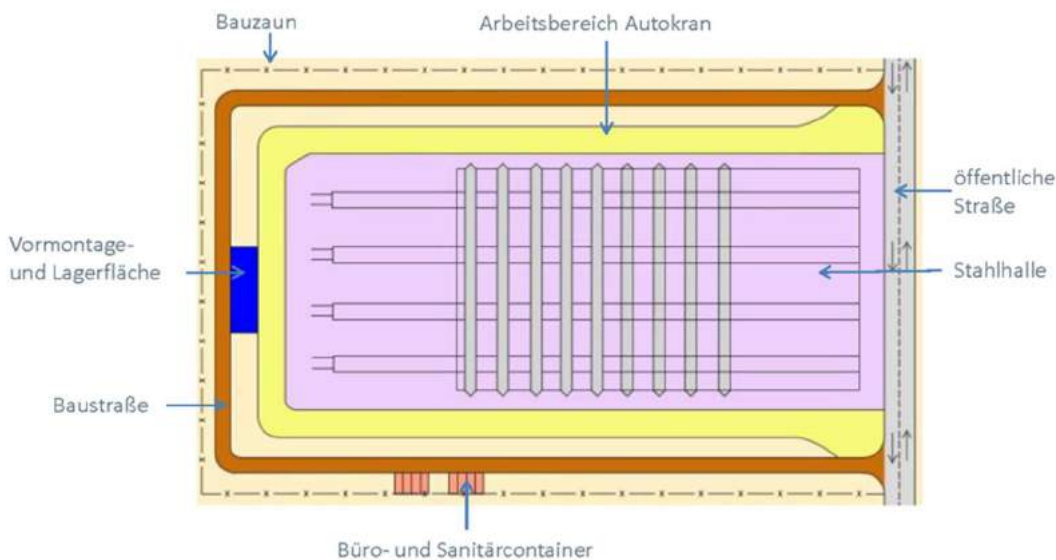 Bauzaun
Arbeitsbereich Autokran
öffentliche
Straße
Vormontage-
und Lagerfläche
Stahlhalle
Baustraße
Büro- und Sanitärcontainer